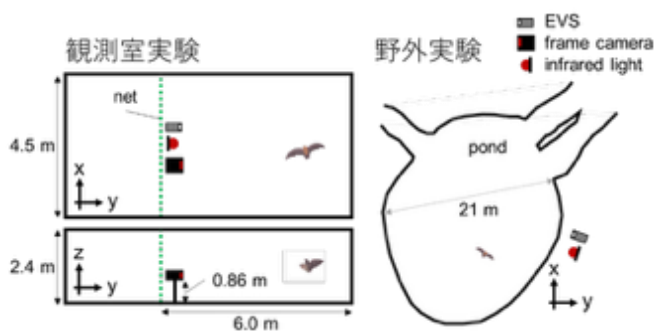 観測室実験
野外実験
EVS
frame camera
infrared light
net
4.5 m
x
y
2.4 m
z
y
0.86 m
6.0 m
pond
21 m
x
y